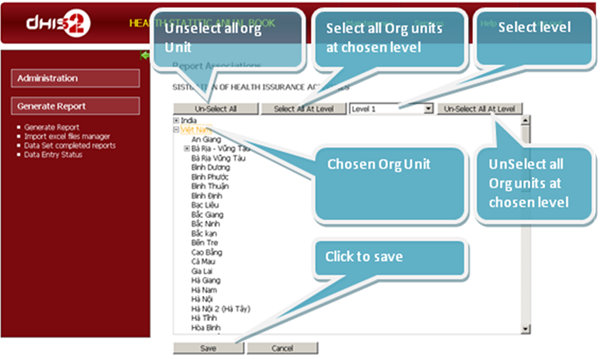 dhis2
HEALTH STATITIC ANUAL BOOK
Help
Unselect all org
Unit
Select all Org units
at chosen level
Select level
Administration
Generate Report
Generate Report
Import excel files manager
Data Set completed reports
Data Entry Status
Report Associations
SISTUATION OF HEALTH ISSURANCE
Un-Select All
Select All At Level
Level 1
Un-Select All At Level
India
Việt Nam
An Giang
Bà Rịa - Vũng Tàu
Bà Rịa Vũng Tàu
Bình Dương
Bình Phước
Bình Thuận
Bình Định
Bạc Liêu
Bắc Giang
Bắc Ninh
Bắc kạn
Bến Tre
Cao Bằng
Cà Mau
Gia Lai
Hà Giang
Hà Nam
Hà Nội
Hà Nội 2 (Hà Tây)
Hà Tĩnh
Hòa Bình
Chosen Org Unit
UnSelect all
Org units at
chosen level
Click to save
Save
Cancel